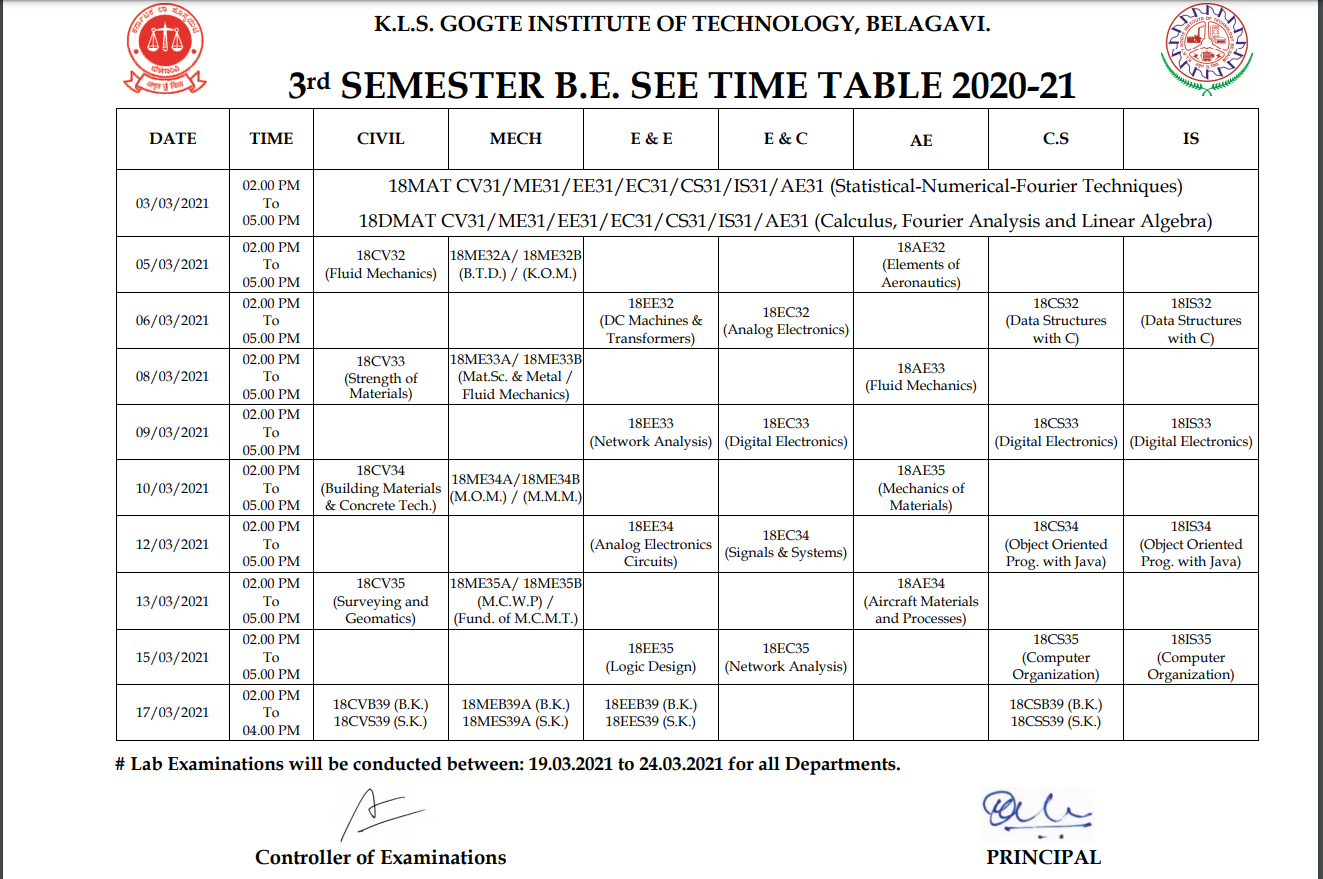 K.L.S. GOGTE INSTITUTE OF TECHNOLOGY, BELAGAVI.
3rd SEMESTER B.E. SEE TIME TABLE 2020-21
DATE TIME CIVIL MECH E & E E & C AE C.S IS
03/03/2021
02.00 PM
To
05.00 PM
18MAT CV31/ME31/EE31/EC31/CS31/IS31/AE31 (Statistical-Numerical-Fourier Techniques)
18DMAT CV31/ME31/EE31/EC31/CS31/IS31/AE31 (Calculus, Fourier Analysis and Linear Algebra)
05/03/2021
02.00 PM
To
05.00 PM
18CV32
(Fluid Mechanics)
18ME32A/ 18ME32B
(B.T.D.) / (K.O.M.)
18AE32
(Elements of
Aeronautics)
06/03/2021
02.00 PM
To
05.00 PM
18EE32
(DC Machines &
Transformers)
18EC32
(Analog Electronics)
18CS32
(Data Structures
with C)
18IS32
(Data Structures
with C)
08/03/2021
02.00 PM
To
05.00 PM
18CV33
(Strength of
Materials)
18ME33A/ 18ME33B
(Mat.Sc. & Metal /
Fluid Mechanics)
18AE33
(Fluid Mechanics)
09/03/2021
02.00 PM
To
05.00 PM
18EE33
(Network Analysis)
18EC33
(Digital Electronics)
18CS33
(Digital Electronics)
18IS33
(Digital Electronics)
10/03/2021
02.00 PM
To
05.00 PM
18CV34
(Building Materials
& Concrete Tech.)
18ME34A/18ME34B
(M.O.M.) / (M.M.M.)
18AE35
(Mechanics of
Materials)
12/03/2021
02.00 PM
To
05.00 PM
18EE34
(Analog Electronics
Circuits)
18EC34
(Signals & Systems)
18CS34
(Object Oriented
Prog. with Java)
18IS34
(Object Oriented
Prog. with Java)
13/03/2021
02.00 PM
To
05.00 PM
18CV35
(Surveying and
Geomatics)
18ME35A/ 18ME35B
(M.C.W.P) /
(Fund. of M.C.M.T.)
18AE34
(Aircraft Materials
and Processes)
15/03/2021
02.00 PM
To
05.00 PM
18EE35
(Logic Design)
18EC35
(Network Analysis)
18CS35
(Computer
Organization)
18IS35
(Computer
Organization)
17/03/2021
02.00 PM
To
04.00 PM
18CVB39 (B.K.)
18CVS39 (S.K.)
18MEB39A (B.K.)
18MES39A (S.K.)
18EEB39 (B.K.)
18EES39 (S.K.)
18CSB39 (B.K.)
18CSS39 (S.K.)
# Lab Examinations will be conducted between: 19.03.2021 to 24.03.2021 for all Departments.
Controller of Examinations
PRINCIPAL